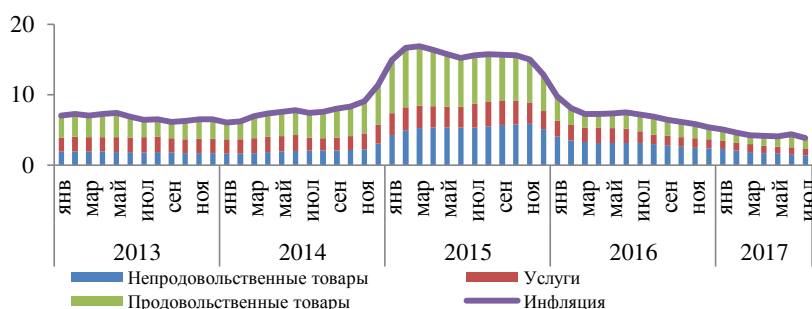 20
10
0
янв мар май июл сен ноя янв мар май июл сен ноя янв мар май июл сен ноя янв мар май июл сен ноя янв мар май июл
2013 2014 2015 2016 2017
Непродовольственные товары Услуги
Продовольственные товары Инфляция